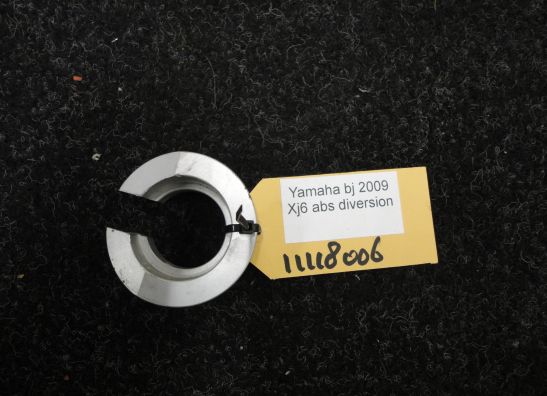 Yamaha bj 2009
Xj6 abs diversion
11118006